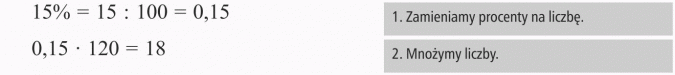 15% = 15 : 100 = 0,15
1. Zamieniamy procenty na liczbę.
0,15 · 120 = 18
2. Mnożymy liczby.